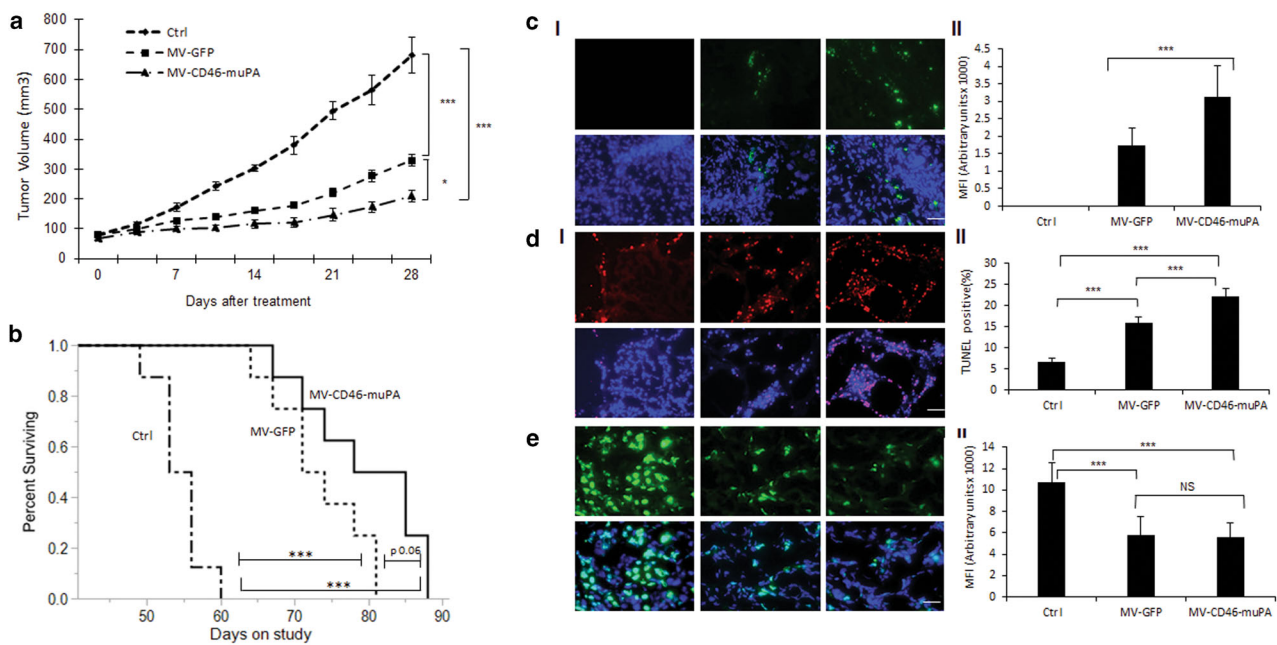 a
800
700
600
500
400
300
200
100
0
Tumor Volume (mm3)
Ctrl
MV-GFP
MV-CD46-muPA
***
***
*
0 7 14 21 28
Days after treatment
b
1.0
0.8
0.6
0.4
0.2
0.0
Percent Surviving
Ctrl
MV-GFP
MV-CD46-muPA
***
***
p 0.06
50 60 70 80 90
Days on study
c
I
II
4.5
4
3.5
3
2.5
2
1.5
1
0.5
0
MFI (Arbitrary unitsx 1000)
***
Ctrl MV-GFP MV-CD46-muPA
d
I
II
30
25
20
15
10
5
0
TUNEL positive(%)
***
***
***
Ctrl MV-GFP MV-CD46-muPA
e
II
14
12
10
8
6
4
2
0
MFI (Arbitrary unitsx 1000)
***
***
NS
Ctrl MV-GFP MV-CD46-muPA